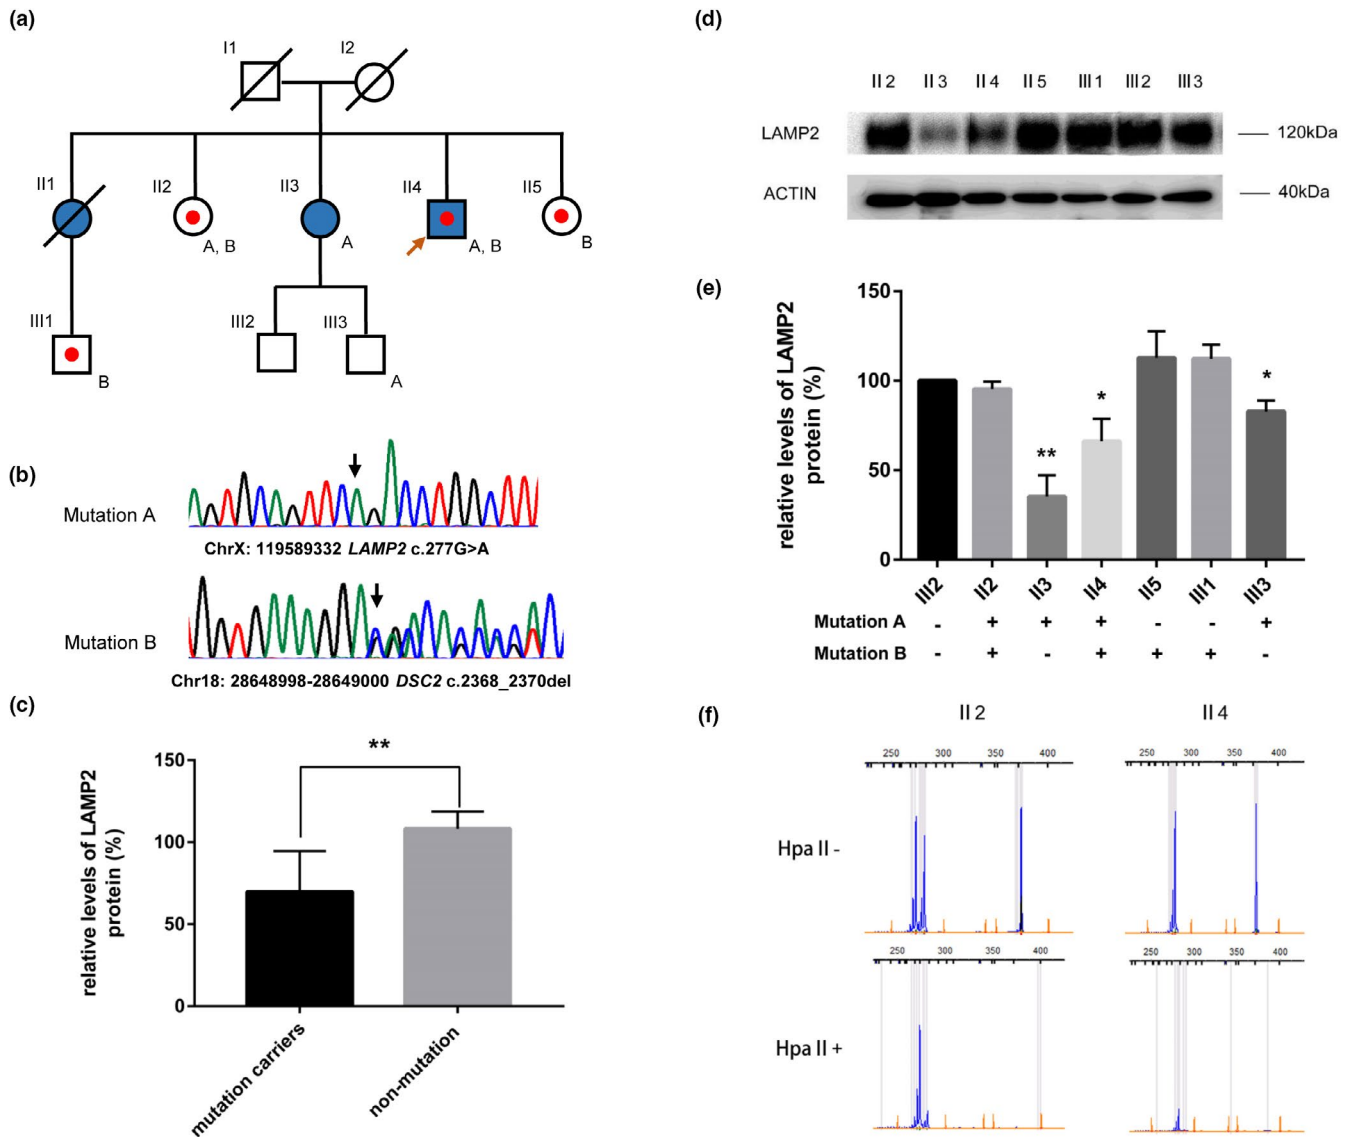 (a)
I1
I2
II1
II2
II3
II4
II5
A, B
A
A, B
B
III1
III2
III3
B
A
(b)
Mutation A
ChrX: 119589332 LAMP2 c.277G>A
Mutation B
Chr18: 28648998-28649000 DSC2 c.2368_2370del
(c)
**
150
100
50
0
relative levels of LAMP2
protein (%)
mutation carriers
non-mutation
(d)
II2 II3 II4 II5 III1 III2 III3
LAMP2
120kDa
ACTIN
40kDa
(e)
150
100
50
0
relative levels of LAMP2
protein (%)
**
*
*
III2 II2 II3 II4 II5 III1 III3
Mutation A - + + + - - +
Mutation B - + - + + + -
(f)
II2
II4
250 300 350 400
250 300 350 400
Hpa II -
250 300 350 400
250 300 350 400
Hpa II +